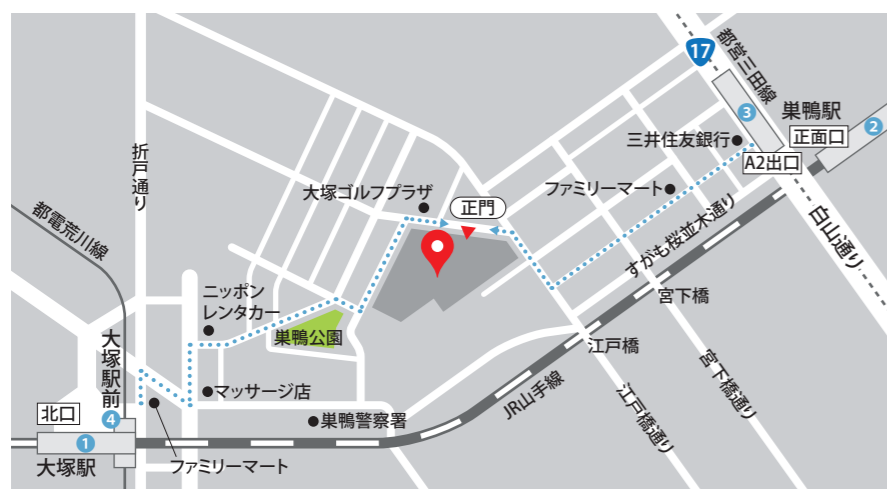 17
都営三田線
③
巣鴨駅
②
正面口
三井住友銀行
A2出口
折戸通り
大塚ゴルフプラザ
正門
ファミリーマート
すがも桜並木通り
白山通り
都電荒川線
ニッポン
レンタカー
宮下橋
巣鴨公園
江戸橋
大塚駅前
マッサージ店
JR山手線
宮下橋通り
江戸橋通り
北口
④
巣鴨警察署
①
大塚駅
ファミリーマート